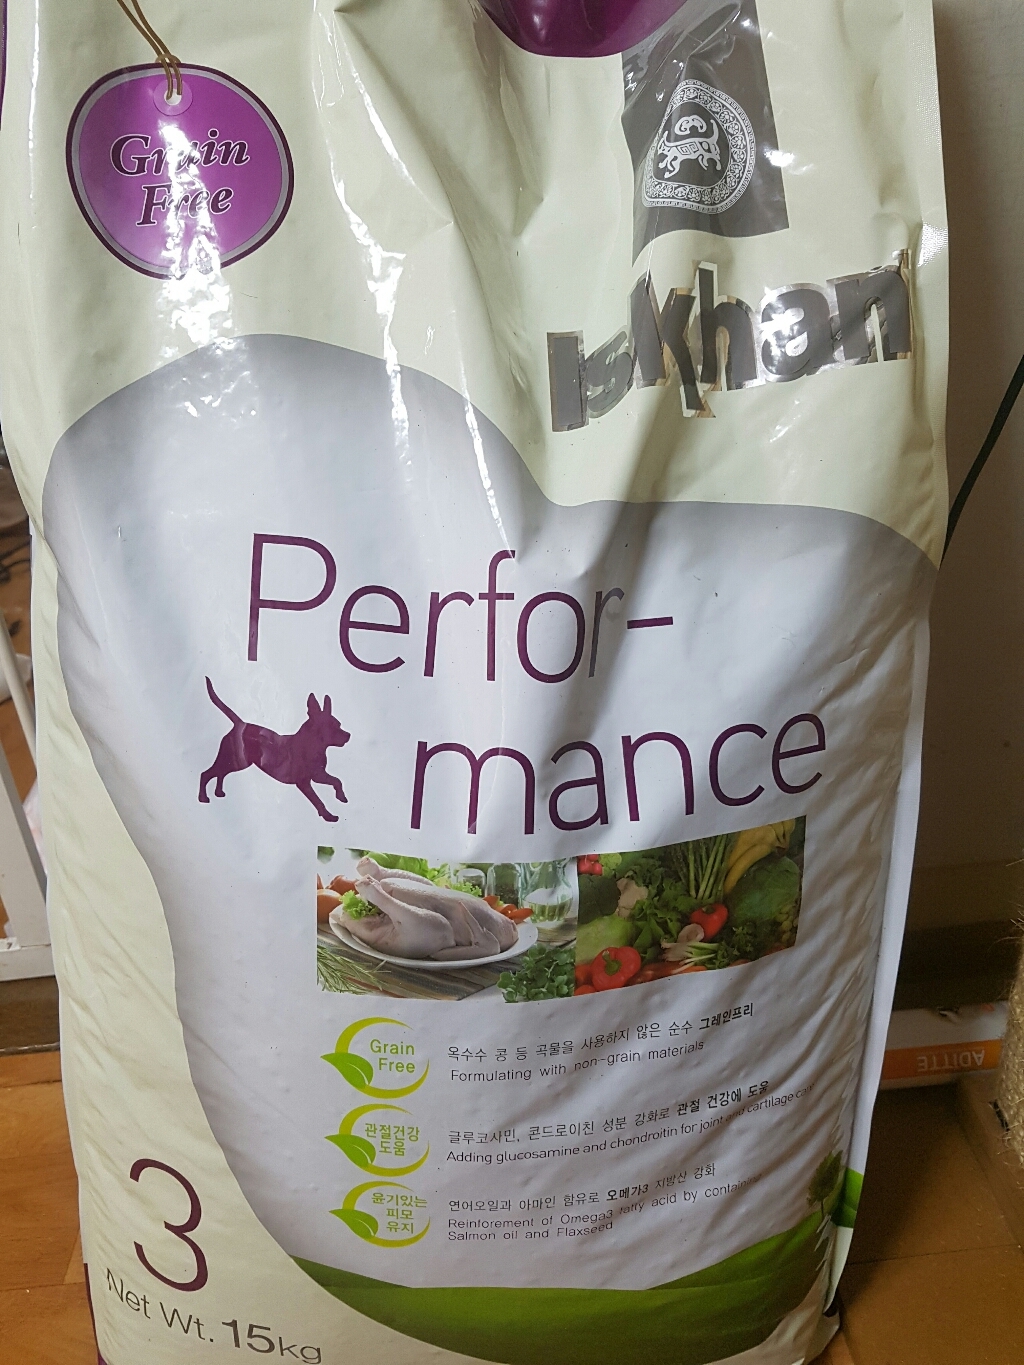 Grain
Free
Iskhan
Perfor-
mance
Grain
Free
옥수수 콩 등 곡물을 사용하지 않은 순수 그레인프리
Formulating with non-grain materials
관절건강
도움
글루코사민, 콘드로이친 성분 강화로 관절 건강에 도움
Adding glucosamine and chondroitin for joint and cartilage care
윤기있는
피모
유지
연어오일과 아마인 함유로 오메가3 지방산 강화
Reinforement of Omega3 fatty acid by containing
Salmon oil and Flaxseed
3
Net Wt. 15kg
ADITTE